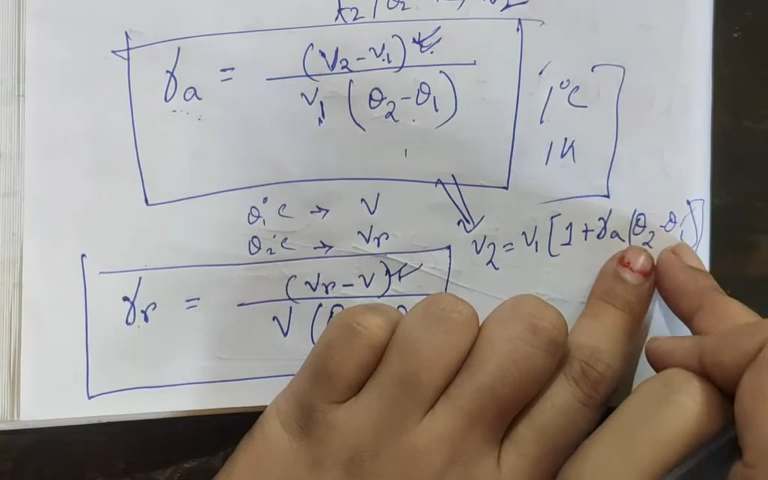 γa = (V2-V1) / V1 (θ2-θ1)
1°C
1K
θ1°C → V
θ2°C → Vr
V2 = V1 [1+γa(θ2-θ1)]
γr = (Vr-V) / V (θ